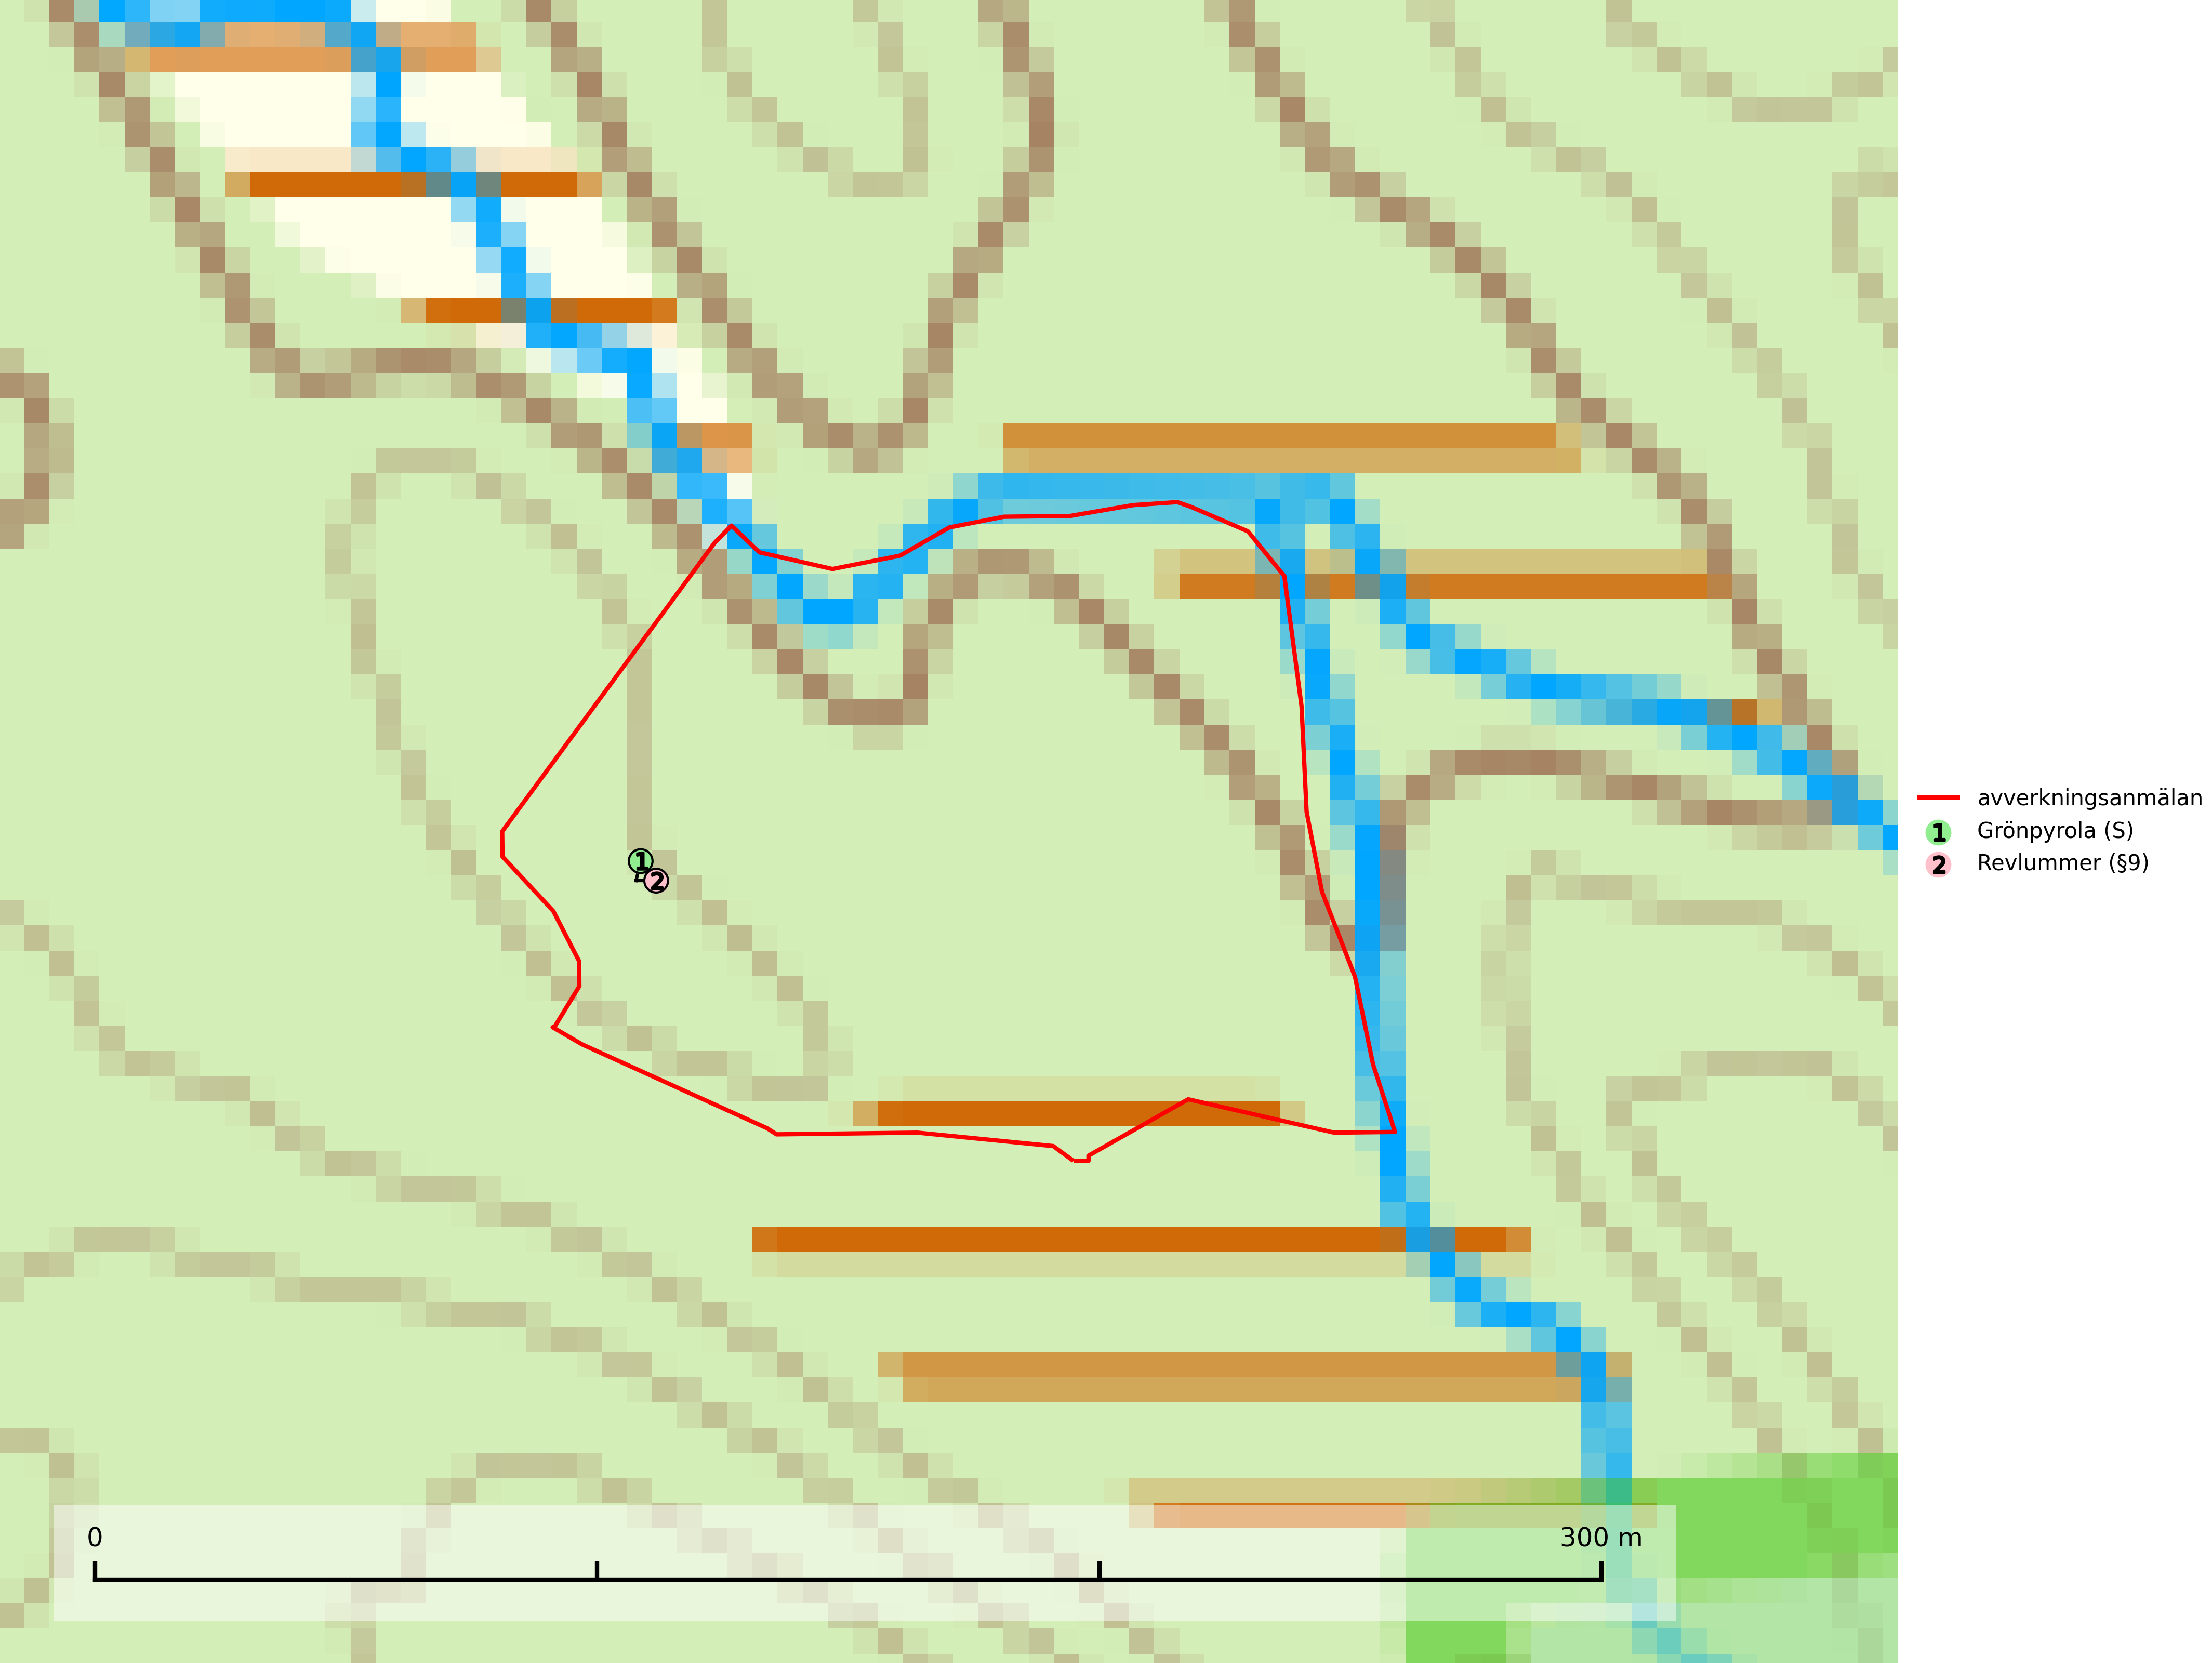 avverkningsanmälan
1 Grönpyrola (S)
2 Revlummer (§9)
1
2
0 300 m